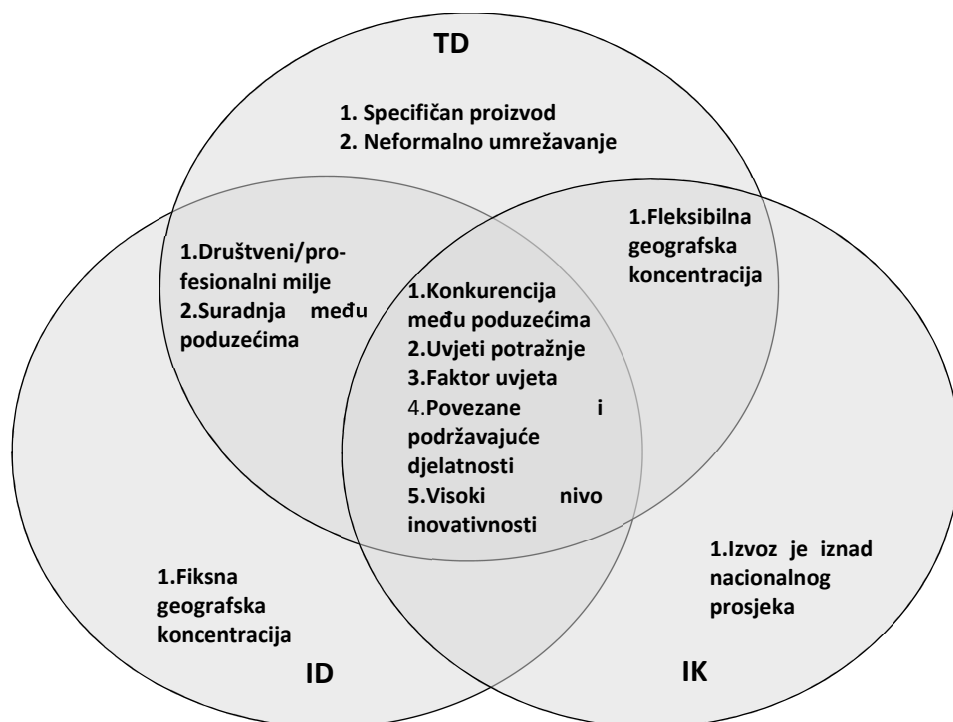 TD
1. Specifičan proizvod
2. Neformalno umrežavanje
1.Društveni/pro-
fesionalni milje
2.Suradnja među
poduzećima
1.Konkurencija
među poduzećima
2.Uvjeti potražnje
3.Faktor uvjeta
4.Povezane i
podržavajuće
djelatnosti
5.Visoki nivo
inovativnosti
1.Fleksibilna
geografska
koncentracija
1.Fiksna
geografska
koncentracija
ID
1.Izvoz je iznad
nacionalnog
prosjeka
IK